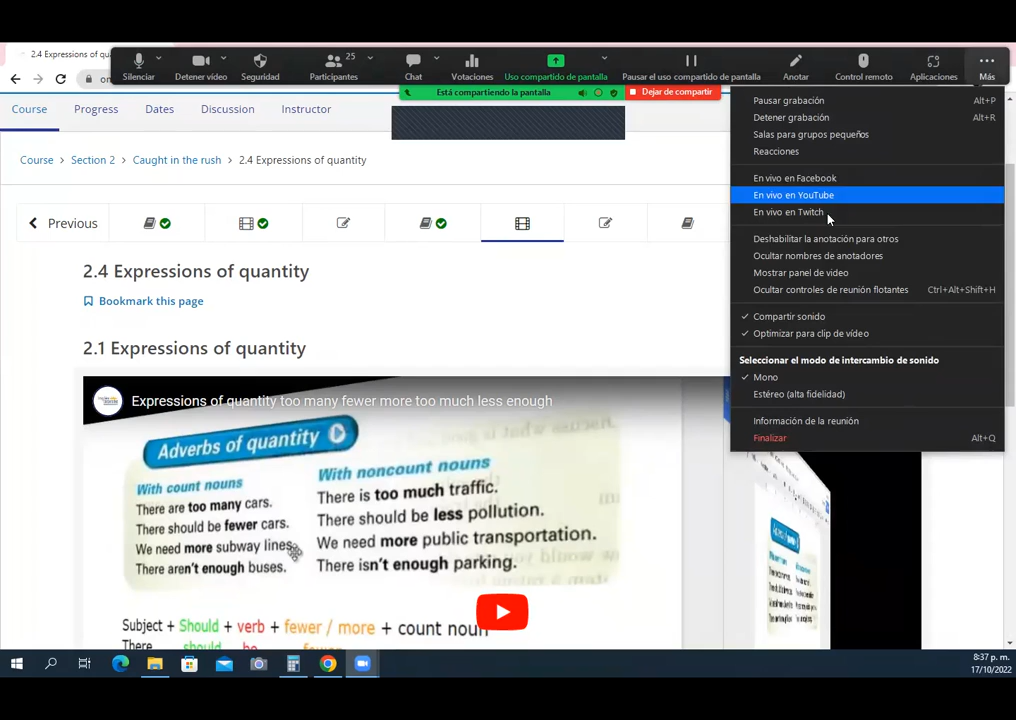 2.4 Expressions of qu
Silenciar
Detener video
Seguridad
25
Participantes
Chat
Votaciones
Uso compartido de pantalla
Pausar el uso compartido de pantalla
Anotar
Control remoto
Aplicaciones
Más
on
Está compartiendo la pantalla
Dejar de compartir
Course
Progress
Dates
Discussion
Instructor
Pausar grabación Alt+P
Detener grabación Alt+R
Salas para grupos pequeños
Reacciones
En vivo en Facebook
En vivo en YouTube
En vivo en Twitch
Deshabilitar la anotación para otros
Ocultar nombres de anotadores
Mostrar panel de video
Ocultar controles de reunión flotantes Ctrl+Alt+Shift+H
Compartir sonido
Optimizar para clip de vídeo
Seleccionar el modo de intercambio de sonido
Mono
Estéreo (alta fidelidad)
Información de la reunión
Finalizar Alt+Q
Course > Section 2 > Caught in the rush > 2.4 Expressions of quantity
Previous
2.4 Expressions of quantity
Bookmark this page
2.1 Expressions of quantity
Expressions of quantity too many fewer more too much less enough
Adverbs of quantity
With count nouns
There are too many cars.
There should be fewer cars.
We need more subway lines.
There aren't enough buses.
With noncount nouns
There is too much traffic.
There should be less pollution.
We need more public transportation.
There isn't enough parking.
Subject + Should + verb + fewer / more + count noun
There should be fewer
8:37 p. m.
17/10/2022